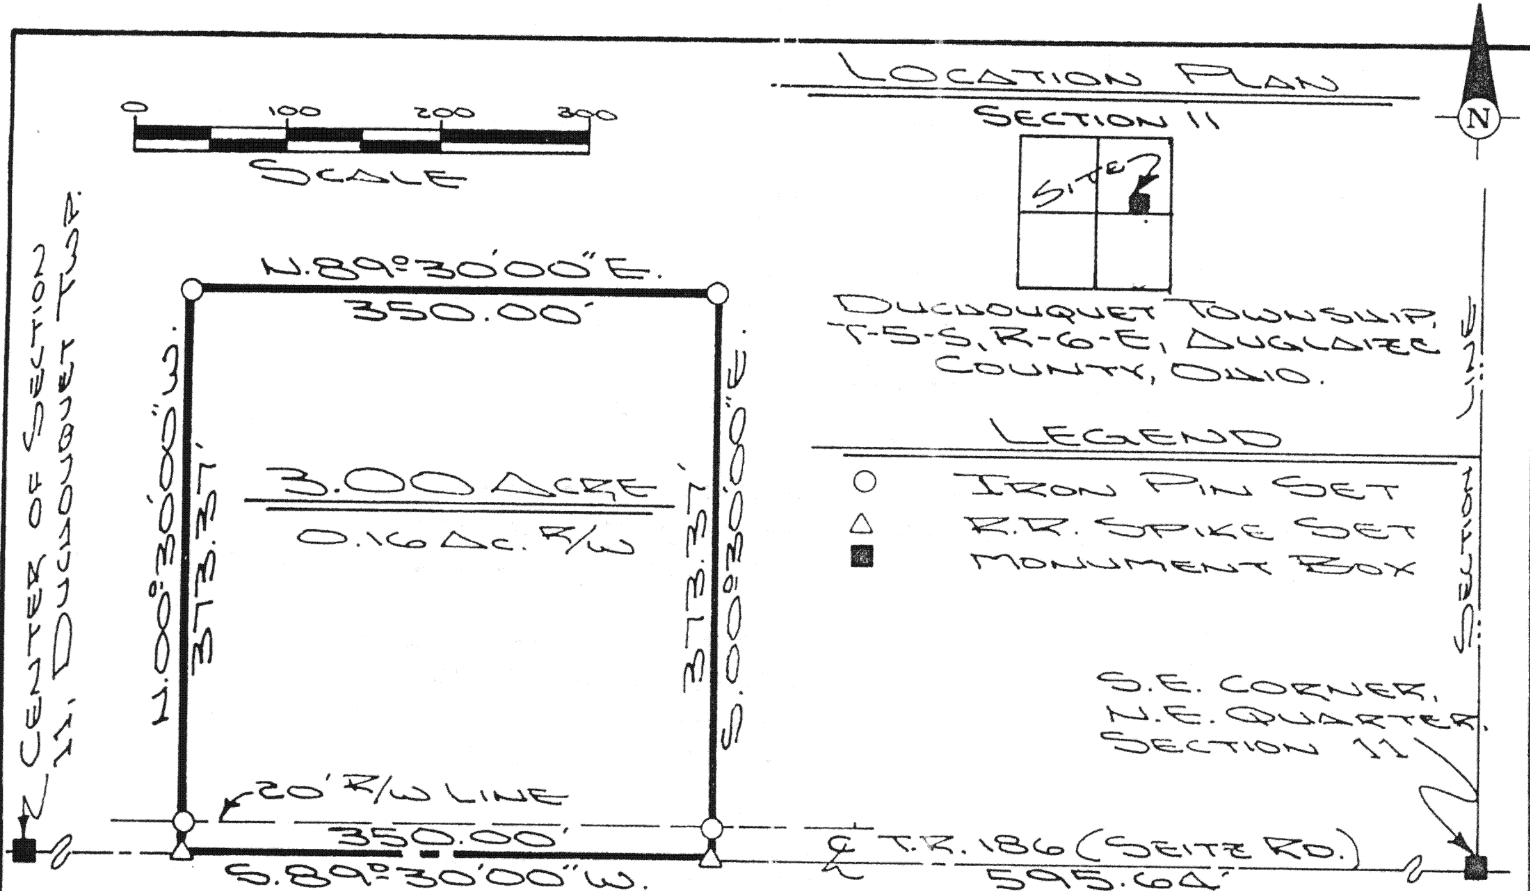 0 100 200 300
SCALE
LOCATION PLAN
SECTION 11
SITE
N
DUCHOUQUET TOWNSHIP,
T-5-S, R-6-E, AUGLAIZE
COUNTY, OHIO.
LEGEND
IRON PIN SET
R.R. SPIKE SET
MONUMENT BOX
CENTER OF SECTION
11, DUCHOUQUET TWP.
N.89°30'00"E.
350.00'
N.00°30'00"W.
373.37'
3.00 ACRE
0.16 AC. R/W
373.37'
S.00°30'00"E.
SECTION LINE
S.E. CORNER,
N.E. QUARTER,
SECTION 11
20' R/W LINE
350.00'
S.89°30'00"W.
℄ T.R. 186 (SEITZ RD.)
595.64'